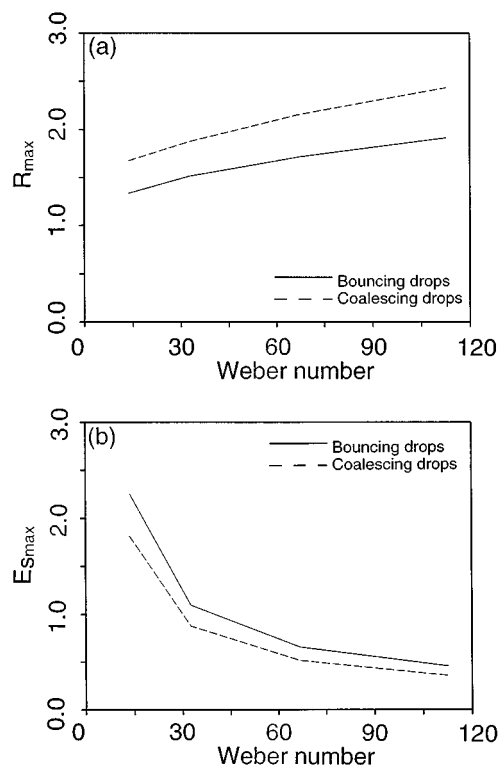 (a)
3.0
2.0
1.0
0.0
R max
Bouncing drops
Coalescing drops
0 30 60 90 120
Weber number
(b)
3.0
2.0
1.0
0.0
Esmax
Bouncing drops
Coalescing drops
0 30 60 90 120
Weber number